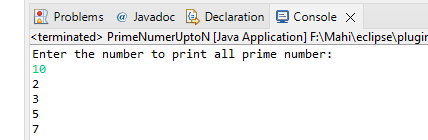 Problems @ Javadoc Declaration Console
<terminated> PrimeNumerUptoN [Java Application] F:\Mahi\eclipse\plugin
Enter the number to print all prime number:
10
2
3
5
7